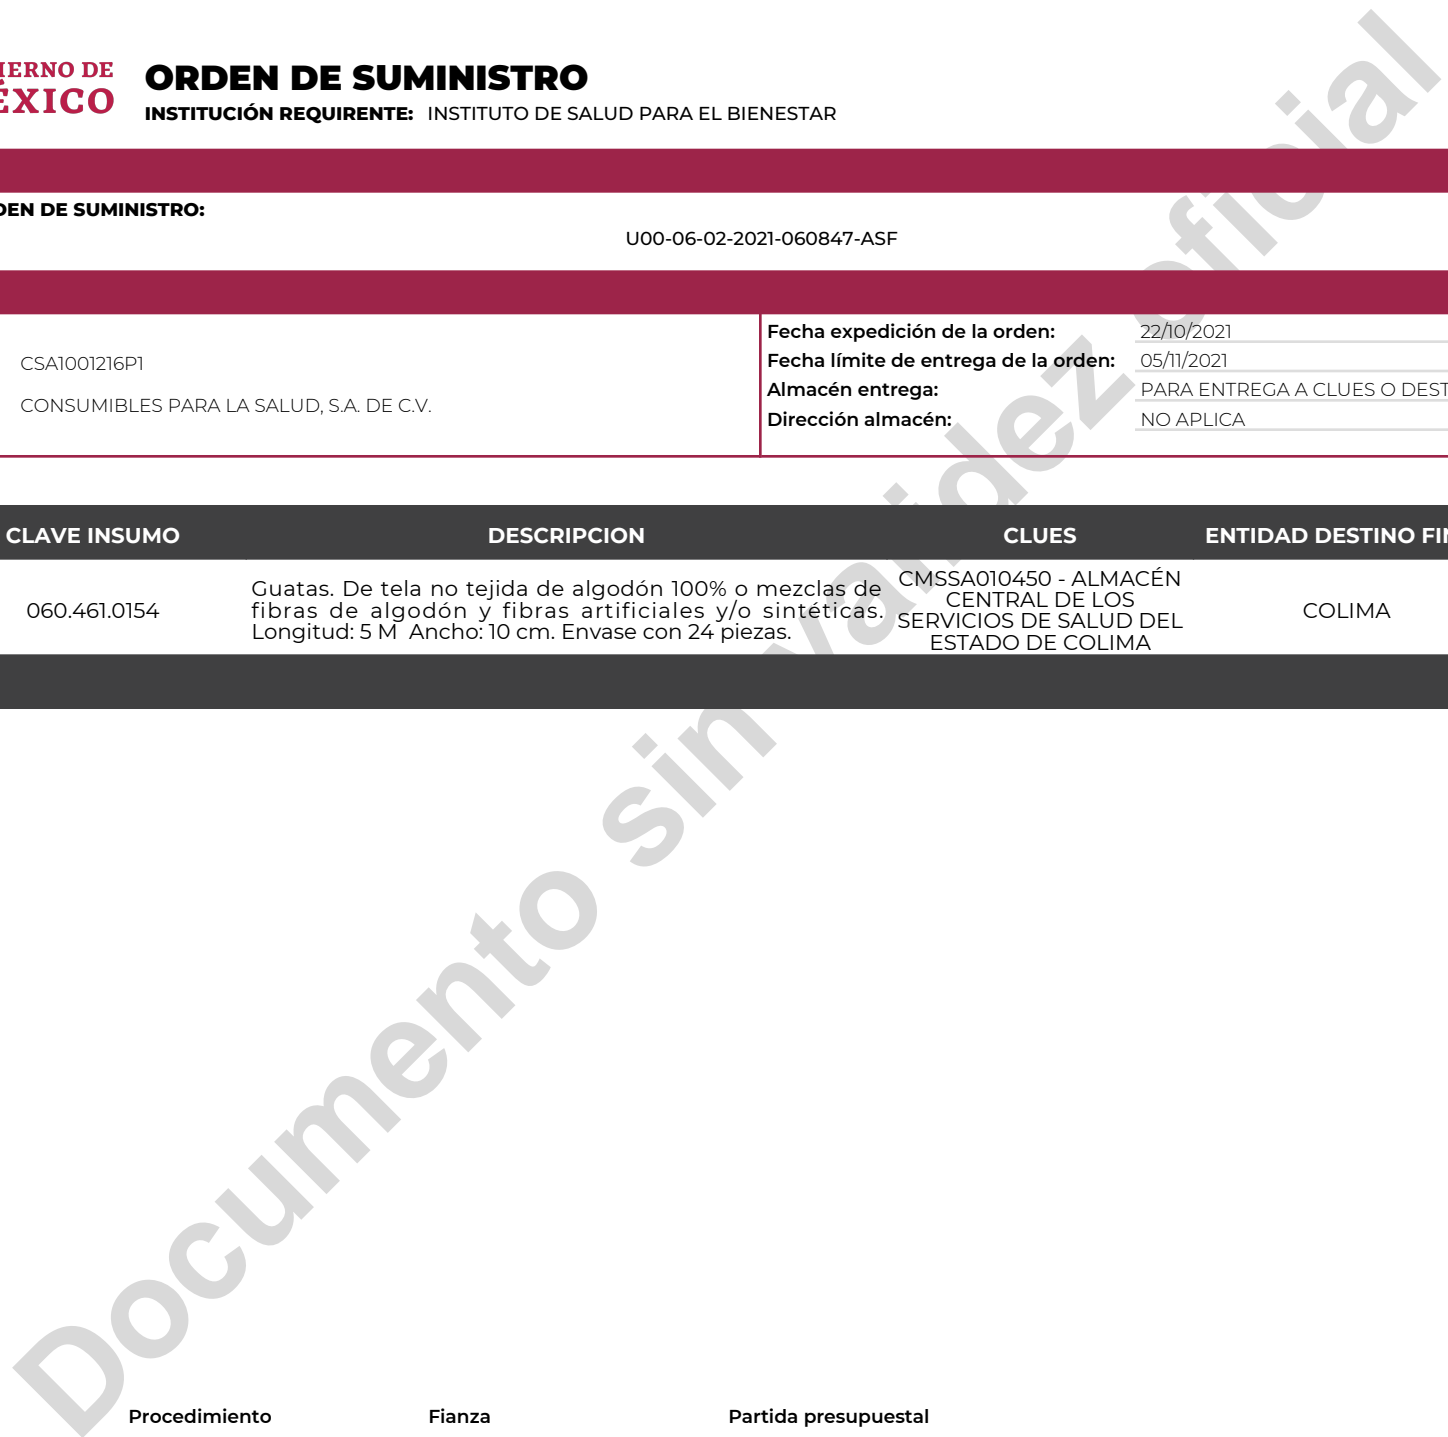 IERNO DE
ÉXICO
ORDEN DE SUMINISTRO
INSTITUCIÓN REQUIRENTE: INSTITUTO DE SALUD PARA EL BIENESTAR
DEN DE SUMINISTRO:
U00-06-02-2021-060847-ASF
CSA1001216P1
CONSUMIBLES PARA LA SALUD, S.A. DE C.V.
Fecha expedición de la orden: 22/10/2021
Fecha límite de entrega de la orden: 05/11/2021
Almacén entrega: PARA ENTREGA A CLUES O DEST
Dirección almacén: NO APLICA
CLAVE INSUMO DESCRIPCION CLUES ENTIDAD DESTINO FIN
060.461.0154
Guatas. De tela no tejida de algodón 100% o mezclas de
fibras de algodón y fibras artificiales y/o sintéticas.
Longitud: 5 M Ancho: 10 cm. Envase con 24 piezas.
CMSSA010450 - ALMACÉN
CENTRAL DE LOS
SERVICIOS DE SALUD DEL
ESTADO DE COLIMA
COLIMA
Documento sin validez oficial
Procedimiento Fianza Partida presupuestal